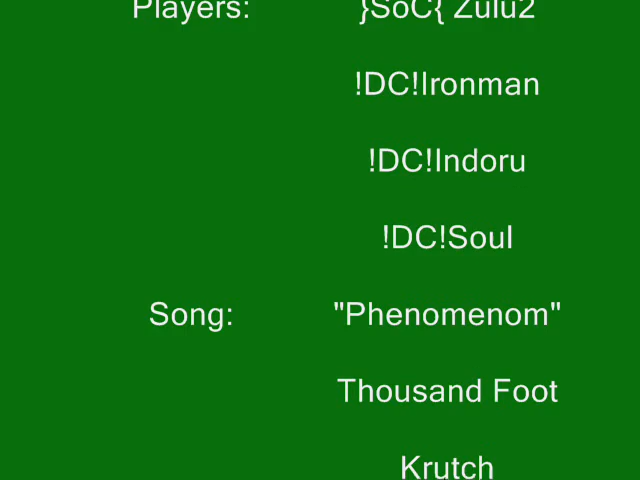 Players: }SoC{ Zulu2
!DC!Ironman
!DC!Indoru
!DC!Soul
Song: "Phenomenom"
Thousand Foot
Krutch